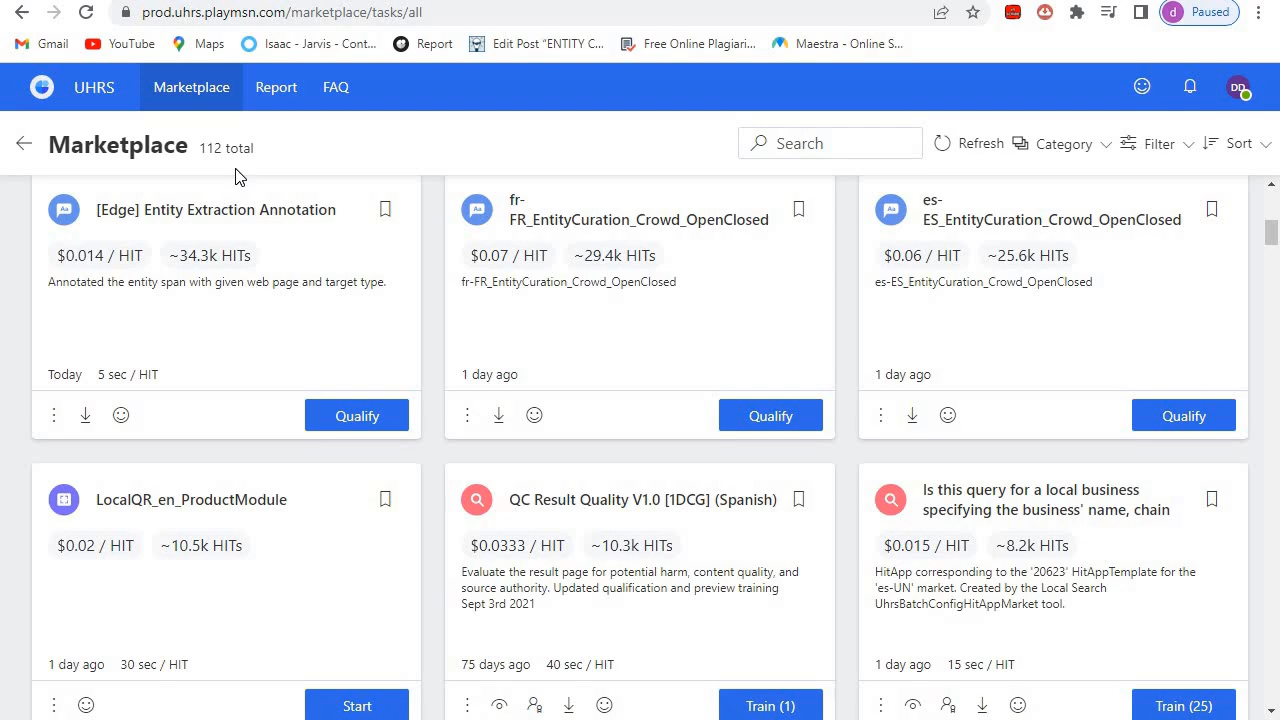 prod.uhrs.playmsn.com/marketplace/tasks/all
d Paused
Gmail YouTube Maps Isaac - Jarvis - Cont... Report Edit Post "ENTITY C... Free Online Plagiari... Maestra - Online S...
UHRS Marketplace Report FAQ DD
Marketplace 112 total Search Refresh Category Filter Sort
[Edge] Entity Extraction Annotation
$0.014 / HIT ~34.3k HITs
Annotated the entity span with given web page and target type.
Today 5 sec / HIT
Qualify
fr-
FR_EntityCuration_Crowd_OpenClosed
$0.07 / HIT ~29.4k HITs
fr-FR_EntityCuration_Crowd_OpenClosed
1 day ago
Qualify
es-
ES_EntityCuration_Crowd_OpenClosed
$0.06 / HIT ~25.6k HITs
es-ES_EntityCuration_Crowd_OpenClosed
1 day ago
Qualify
LocalQR_en_ProductModule
$0.02 / HIT ~10.5k HITs
1 day ago 30 sec / HIT
Start
QC Result Quality V1.0 [1DCG] (Spanish)
$0.0333 / HIT ~10.3k HITs
Evaluate the result page for potential harm, content quality, and
source authority. Updated qualification and preview training
Sept 3rd 2021
75 days ago 40 sec / HIT
Train (1)
Is this query for a local business
specifying the business' name, chain
$0.015 / HIT ~8.2k HITs
HitApp corresponding to the '20623' HitAppTemplate for the
'es-UN' market. Created by the Local Search
UhrsBatchConfigHitAppMarket tool.
1 day ago 15 sec / HIT
Train (25)